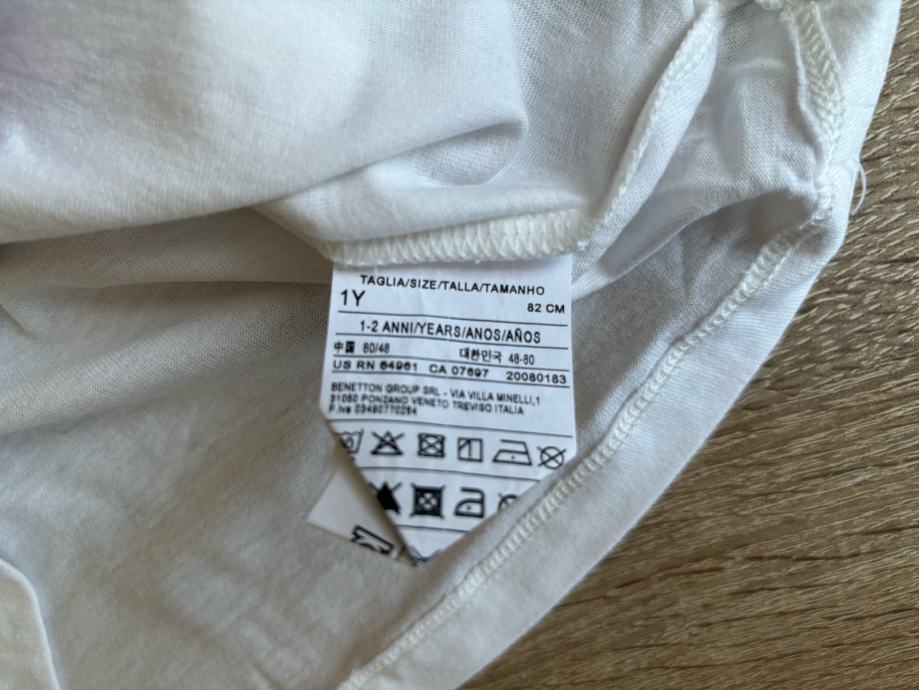 TAGLIA/SIZE/TALLA/TAMANHO
1Y 82 CM
1-2 ANNI/YEARS/ANOS/AÑOS
中国 80/48 대한민국 48-80
US RN 64961 CA 07697 20080183
BENETTON GROUP SRL - VIA VILLA MINELLI,1
31050 PONZANO VENETO TREVISO ITALIA
P.Iva 03490770264